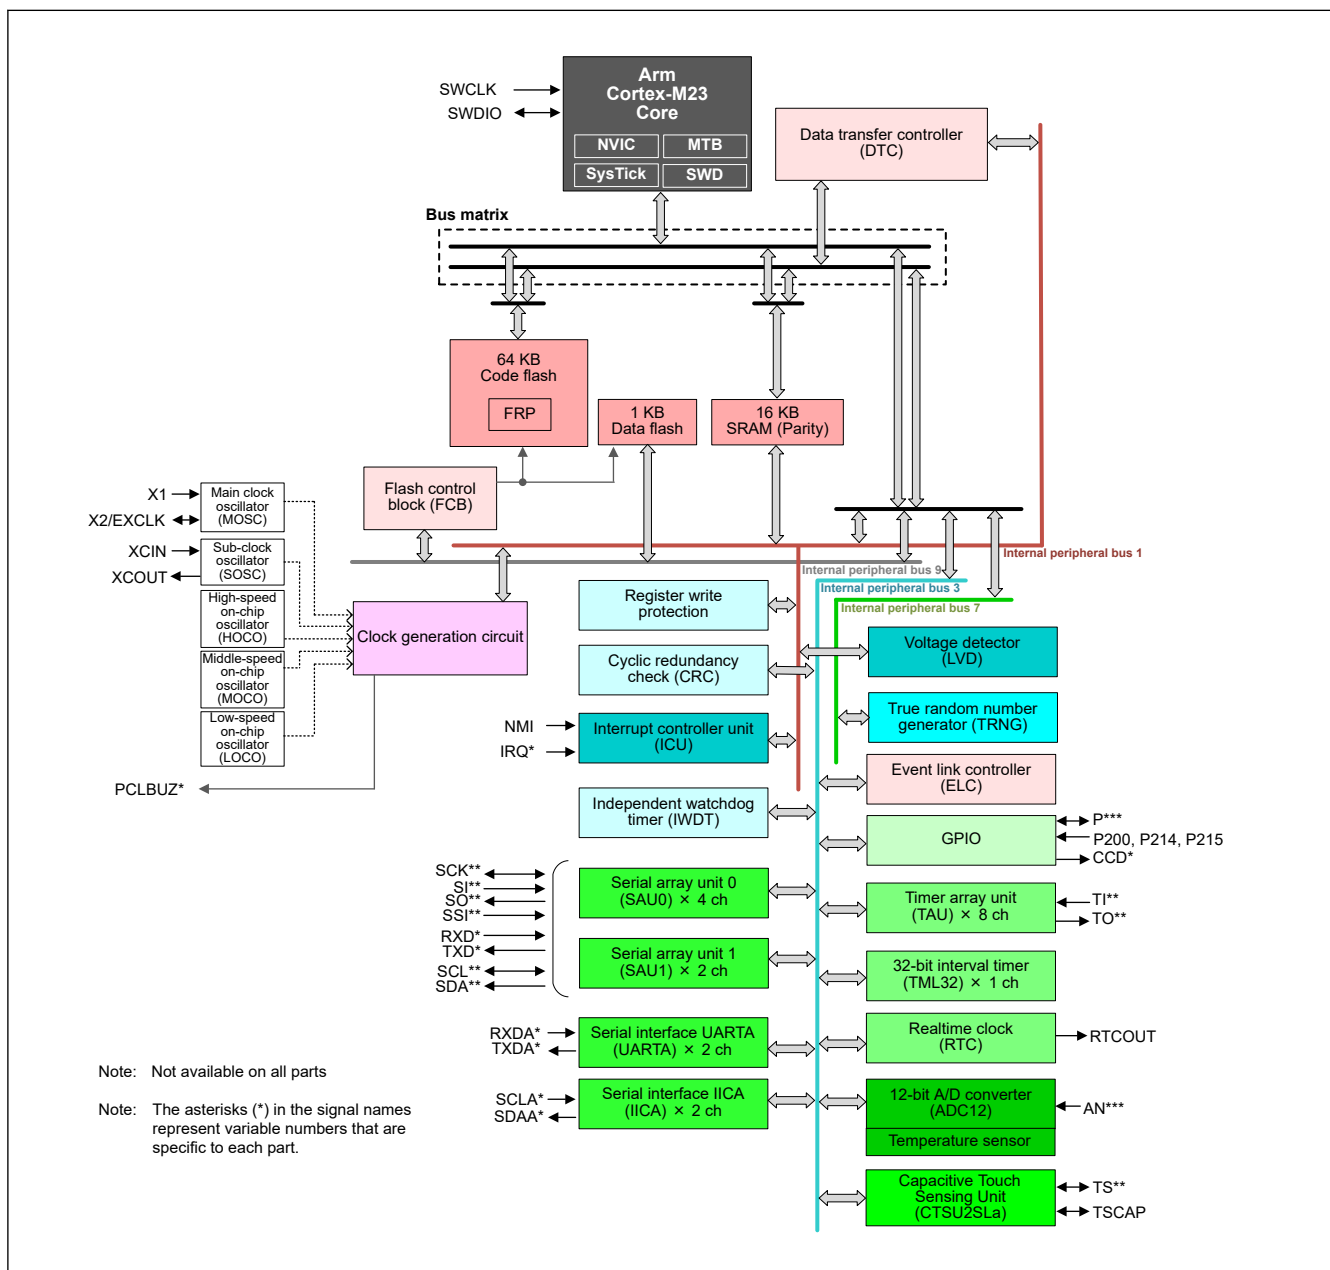 Arm
Cortex-M23
Core
NVIC
MTB
SysTick
SWD
SWCLK
SWDIO
Data transfer controller
(DTC)
Bus matrix
64 KB
Code flash
FRP
1 KB
Data flash
16 KB
SRAM (Parity)
Flash control
block (FCB)
X1
X2/EXCLK
XCIN
XCOUT
Main clock
oscillator
(MOSC)
Sub-clock
oscillator
(SOSC)
High-speed
on-chip
oscillator
(HOCO)
Middle-speed
on-chip
oscillator
(MOCO)
Low-speed
on-chip
oscillator
(LOCO)
Clock generation circuit
PCLBUZ*
Internal peripheral bus 1
Internal peripheral bus 9
Internal peripheral bus 3
Internal peripheral bus 7
Register write
protection
Cyclic redundancy
check (CRC)
NMI
IRQ*
Interrupt controller unit
(ICU)
Independent watchdog
timer (IWDT)
SCK**
SI**
SO**
SSI**
RXD*
TXD*
SCL**
SDA**
Serial array unit 0
(SAU0) × 4 ch
Serial array unit 1
(SAU1) × 2 ch
RXDA*
TXDA*
Serial interface UARTA
(UARTA) × 2 ch
SCLA*
SDAA*
Serial interface IICA
(IICA) × 2 ch
Voltage detector
(LVD)
True random number
generator (TRNG)
Event link controller
(ELC)
GPIO
P***
P200, P214, P215
CCD*
Timer array unit
(TAU) × 8 ch
TI**
TO**
32-bit interval timer
(TML32) × 1 ch
Realtime clock
(RTC)
RTCOUT
12-bit A/D converter
(ADC12)
AN***
Temperature sensor
Capacitive Touch
Sensing Unit
(CTSU2SLa)
TS**
TSCAP
Note: Not available on all parts
Note: The asterisks (*) in the signal names
represent variable numbers that are
specific to each part.